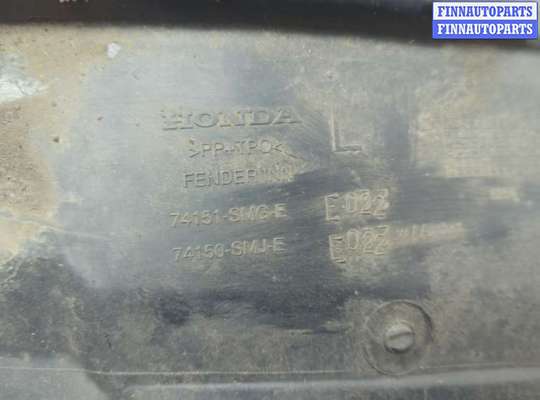 FINNAUTOPARTS
FINNAUTOPARTS
HONDA
>PP+TPO<
L
FENDER
74151-SMG-E E022
74150-SMJ-E E022